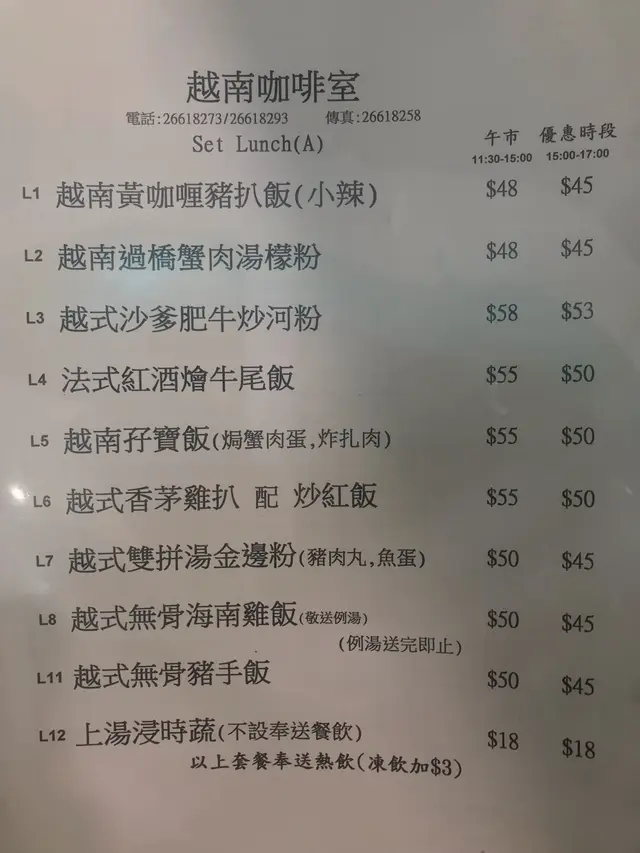 越南咖啡室
電話:26618273/26618293 傳真:26618258
Set Lunch(A)
午市 優惠時段
11:30-15:00 15:00-17:00
L1 越南黃咖喱豬扒飯(小辣) $48 $45
L2 越南過橋蟹肉湯檬粉 $48 $45
L3 越式沙爹肥牛炒河粉 $58 $53
L4 法式紅酒燴牛尾飯 $55 $50
L5 越南孖寶飯(焗蟹肉蛋,炸扎肉) $55 $50
L6 越式香茅雞扒 配 炒紅飯 $55 $50
L7 越式雙拼湯金邊粉(豬肉丸,魚蛋) $50 $45
L8 越式無骨海南雞飯(敬送例湯) $50 $45
(例湯送完即止)
L11 越式無骨豬手飯 $50 $45
L12 上湯浸時蔬(不設奉送餐飲) $18 $18
以上套餐奉送熱飲(凍飲加$3)